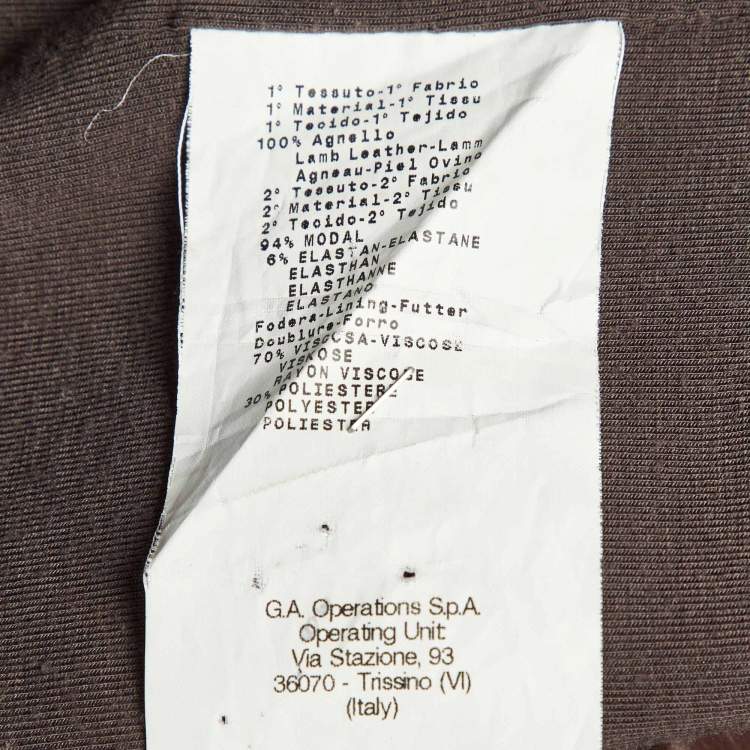 1° Tessuto-1° Fabric
1° Material-1° Tissu
1° Tecido-1° Tejido
100% Agnello
Lamb Leather-Lamm
Agneau-Piel Ovino
2° Tessuto-2° Fabric
2° Material-2° Tissu
2° Tecido-2° Tejido
94% MODAL
6% ELASTAN-ELASTANE
ELASTHAN
ELASTHANNE
ELASTANO
Fodera-Lining-Futter
Doublure-Forro
70% VISCOSA-VISCOSE
VISKOSE
RAYON VISCOSE
30% POLIESTERE
POLYESTER
POLIESTER
G.A. Operations S.p.A.
Operating Unit
Via Stazione, 93
36070 - Trissino (VI)
(Italy)